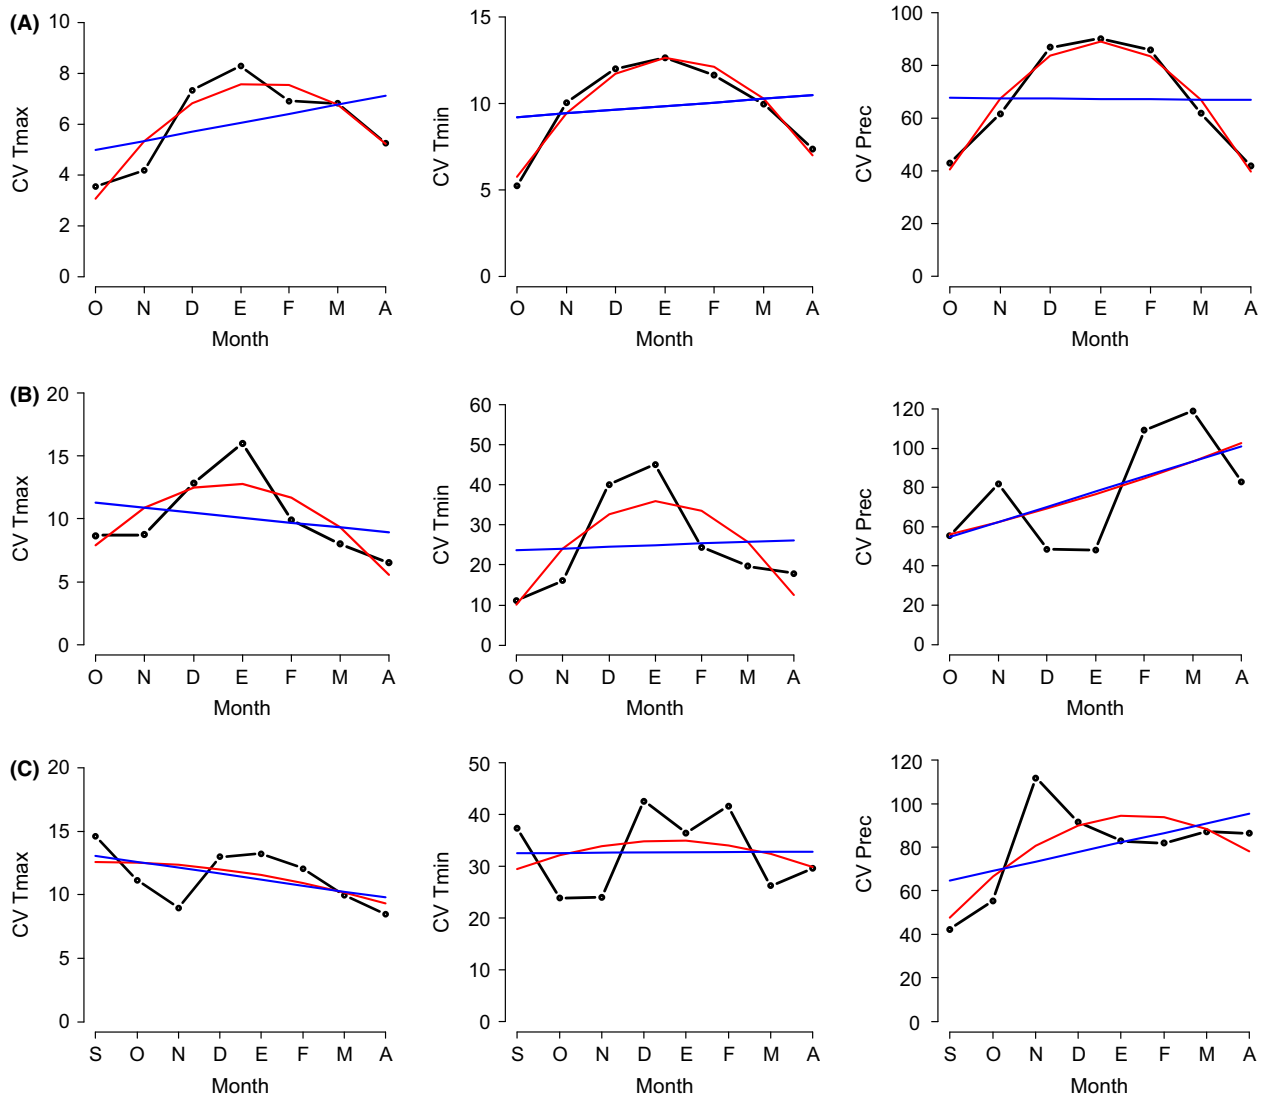 (A)
CV Tmax
10
8
6
4
2
0
O N D E F M A
Month
CV Tmin
15
10
5
0
O N D E F M A
Month
CV Prec
100
80
60
40
20
0
O N D E F M A
Month
(B)
CV Tmax
20
15
10
5
0
O N D E F M A
Month
CV Tmin
60
50
40
30
20
10
0
O N D E F M A
Month
CV Prec
120
100
80
60
40
20
0
O N D E F M A
Month
(C)
CV Tmax
20
15
10
5
0
S O N D E F M A
Month
CV Tmin
50
40
30
20
10
0
S O N D E F M A
Month
CV Prec
120
100
80
60
40
20
0
S O N D E F M A
Month